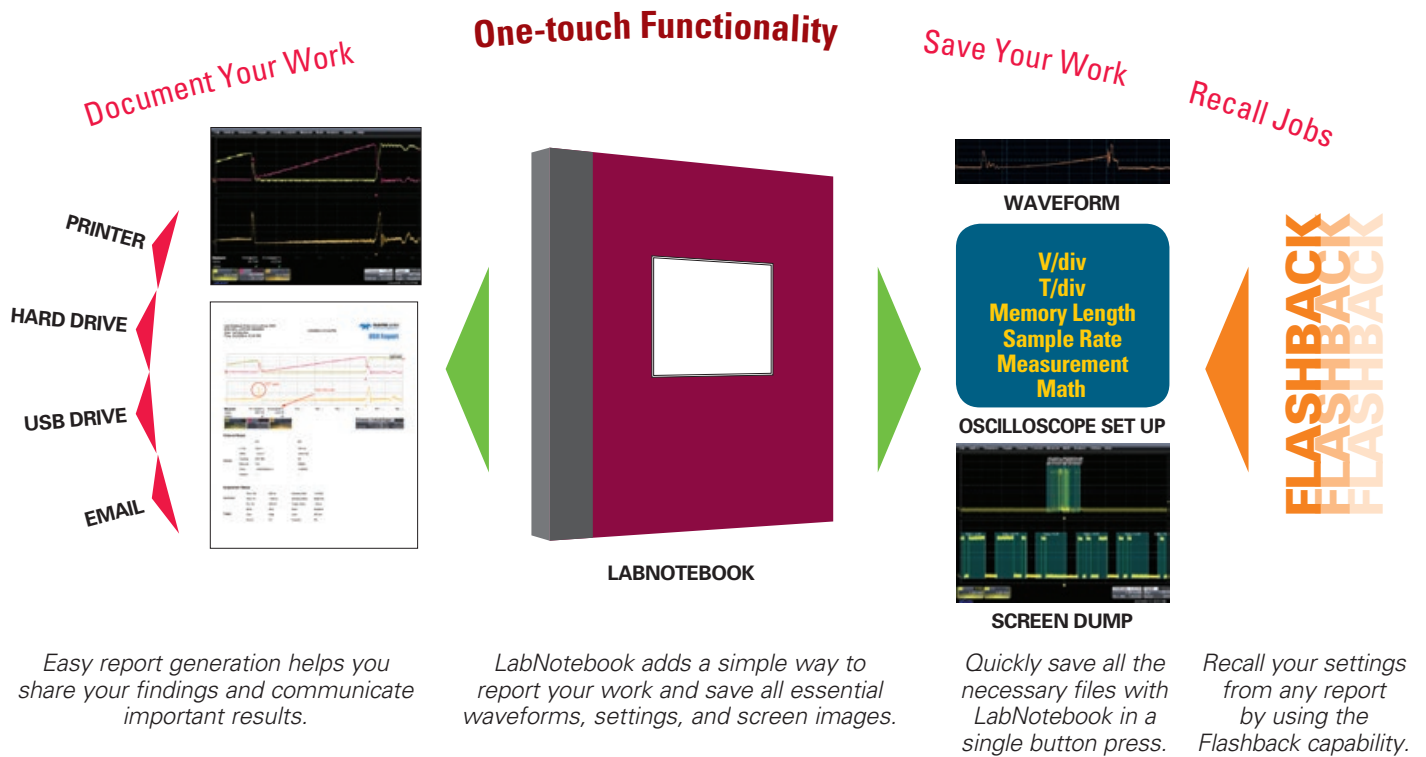 One-touch Functionality
Document Your Work
Save Your Work
Recall Jobs
PRINTER
HARD DRIVE
USB DRIVE
EMAIL
LABNOTEBOOK
WAVEFORM
V/div
T/div
Memory Length
Sample Rate
Measurement
Math
OSCILLOSCOPE SET UP
SCREEN DUMP
FLASHBACK
FLASHBACK
FLASHBACK
Easy report generation helps you
share your findings and communicate
important results.
LabNotebook adds a simple way to
report your work and save all essential
waveforms, settings, and screen images.
Quickly save all the
necessary files with
LabNotebook in a
single button press.
Recall your settings
from any report
by using the
Flashback capability.